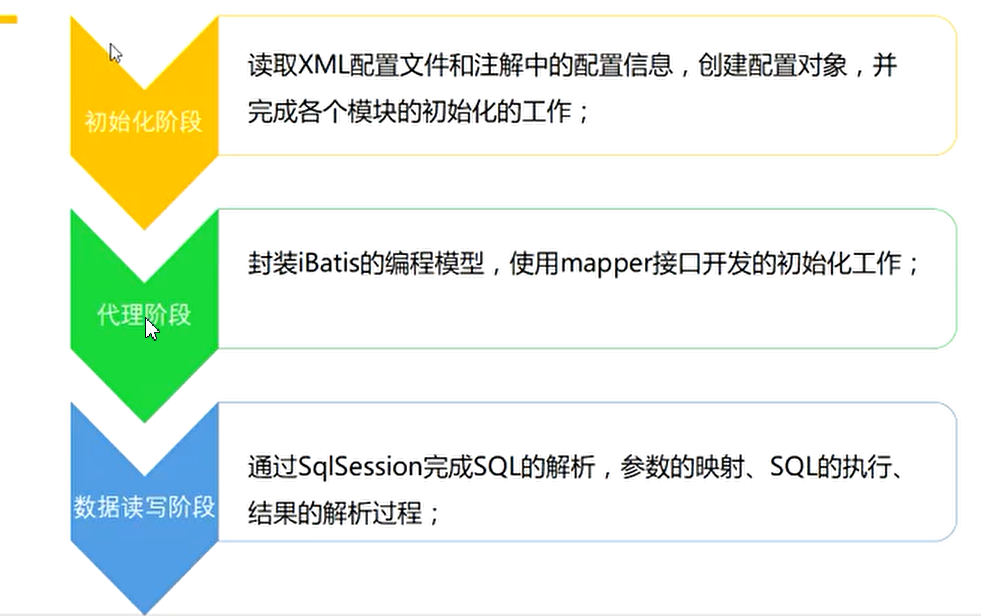 初始化阶段
读取XML配置文件和注解中的配置信息，创建配置对象，并
完成各个模块的初始化的工作；
代理阶段
封装iBatis的编程模型，使用mapper接口开发的初始化工作；
数据读写阶段
通过SqlSession完成SQL的解析，参数的映射、SQL的执行、
结果的解析过程；